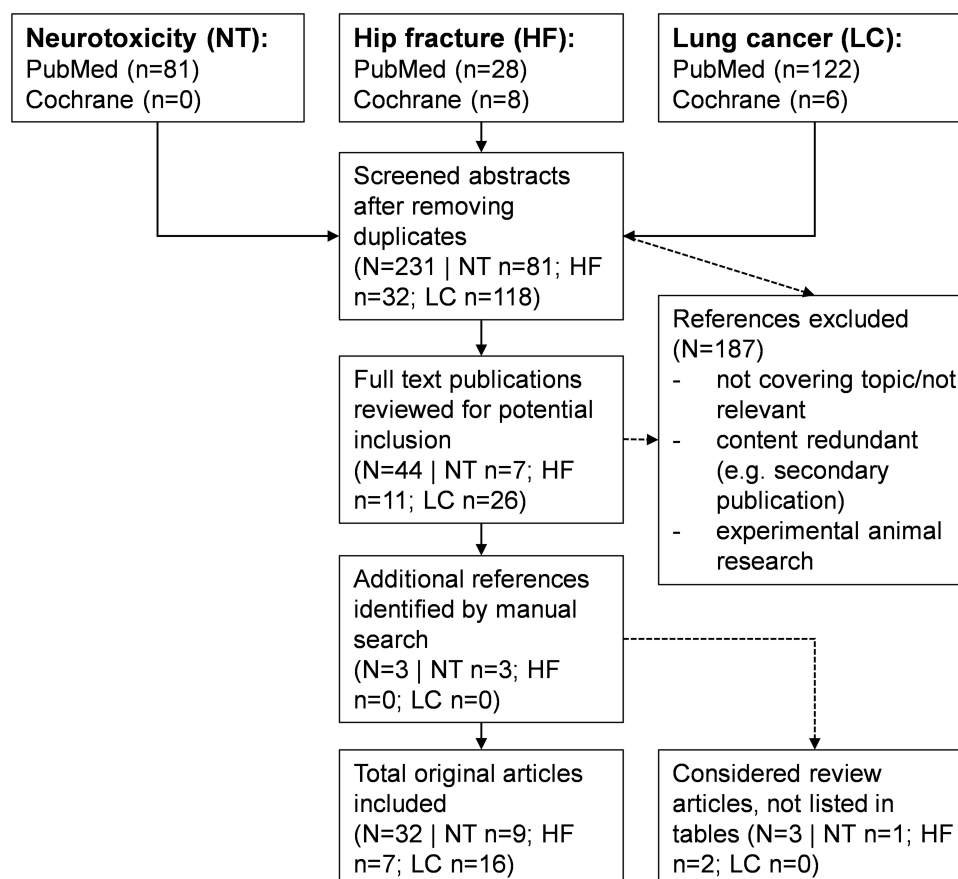 Neurotoxicity (NT):
PubMed (n=81)
Cochrane (n=0)
Hip fracture (HF):
PubMed (n=28)
Cochrane (n=8)
Lung cancer (LC):
PubMed (n=122)
Cochrane (n=6)
Screened abstracts
after removing
duplicates
(N=231 | NT n=81; HF
n=32; LC n=118)
References excluded
(N=187)
- not covering topic/not
relevant
- content redundant
(e.g. secondary
publication)
- experimental animal
research
Full text publications
reviewed for potential
inclusion
(N=44 | NT n=7; HF
n=11; LC n=26)
Additional references
identified by manual
search
(N=3 | NT n=3; HF
n=0; LC n=0)
Total original articles
included
(N=32 | NT n=9; HF
n=7; LC n=16)
Considered review
articles, not listed in
tables (N=3 | NT n=1; HF
n=2; LC n=0)